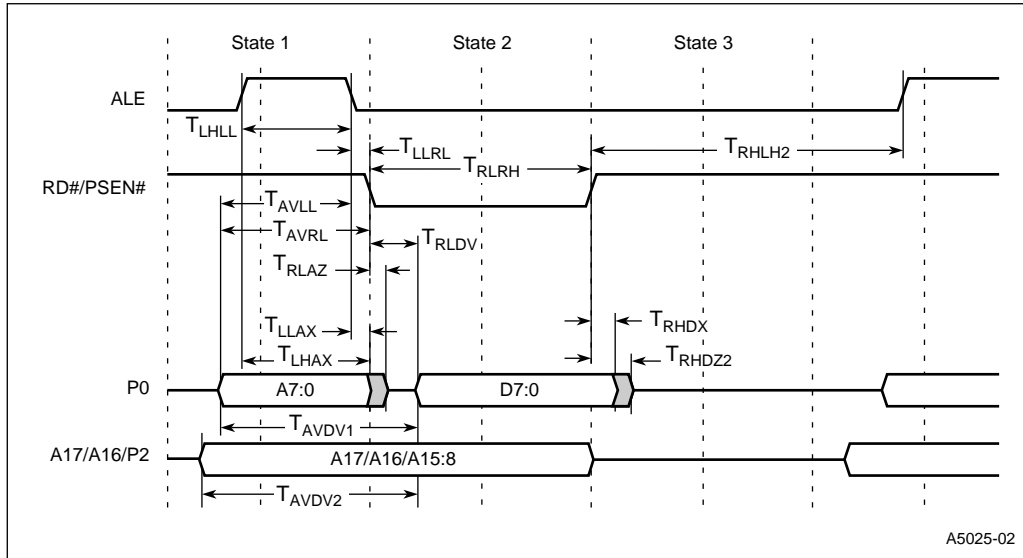 State 1 State 2 State 3
ALE
TLHLL
TLLRL
TRLRH
TRHLH2
RD#/PSEN#
TAVLL
TAVRL
TRLDV
TRLAZ
TLLAX
TRHDX
TLHAX
TRHDZ2
P0 A7:0 D7:0
TAVDV1
A17/A16/P2 A17/A16/A15:8
TAVDV2
A5025-02